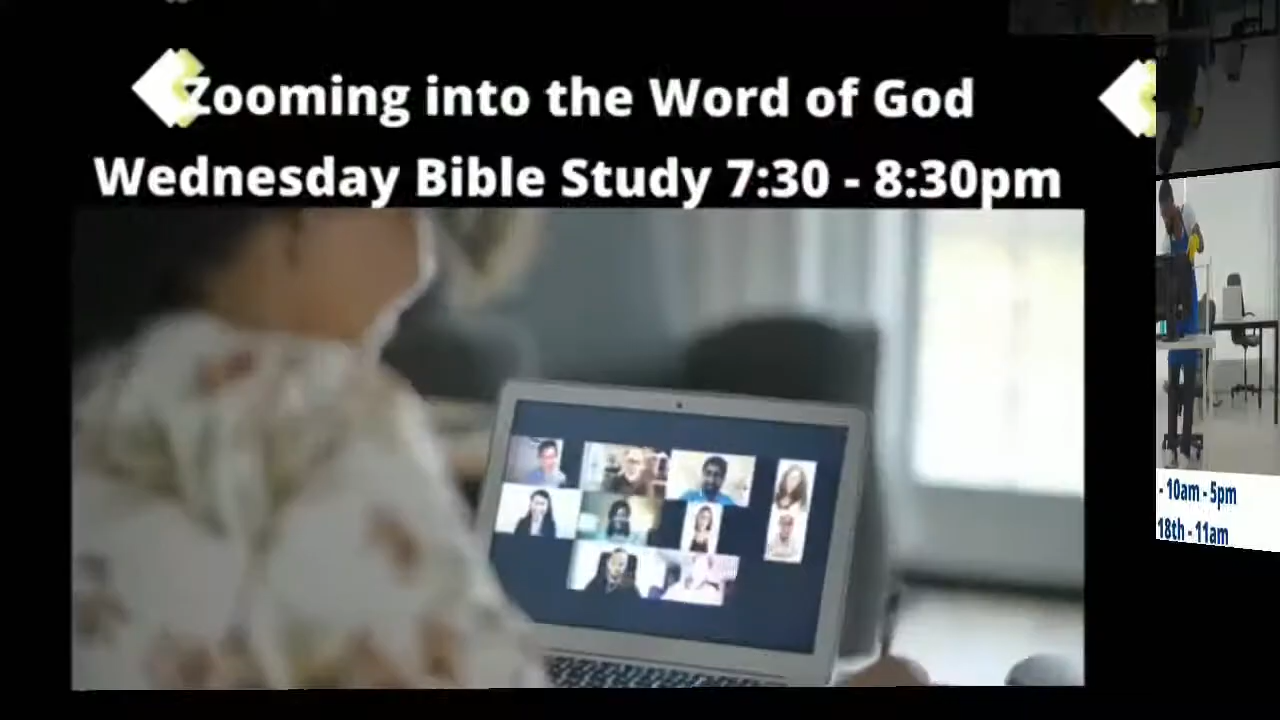 Zooming into the Word of God
Wednesday Bible Study 7:30 - 8:30pm
- 10am - 5pm
18th - 11am